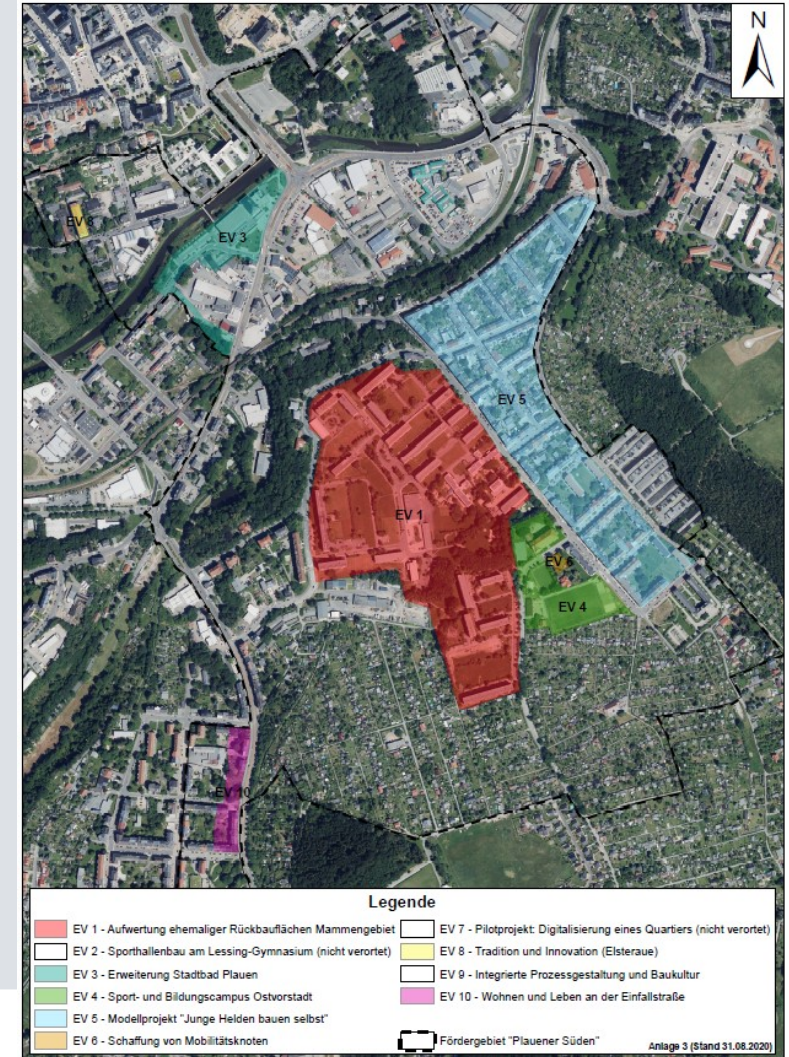 N
EV 8
EV 3
EV 5
EV 1
EV 6
EV 4
EV 10
Legende
EV 1 - Aufwertung ehemaliger Rückbauflächen Mammengebiet
EV 2 - Sporthallenbau am Lessing-Gymnasium (nicht verortet)
EV 3 - Erweiterung Stadtbad Plauen
EV 4 - Sport- und Bildungscampus Ostvorstadt
EV 5 - Modellprojekt "Junge Helden bauen selbst"
EV 6 - Schaffung von Mobilitätsknoten
EV 7 - Pilotprojekt: Digitalisierung eines Quartiers (nicht verortet)
EV 8 - Tradition und Innovation (Elsteraue)
EV 9 - Integrierte Prozessgestaltung und Baukultur
EV 10 - Wohnen und Leben an der Einfallstraße
Fördergebiet "Plauener Süden"
Anlage 3 (Stand 31.08.2020)